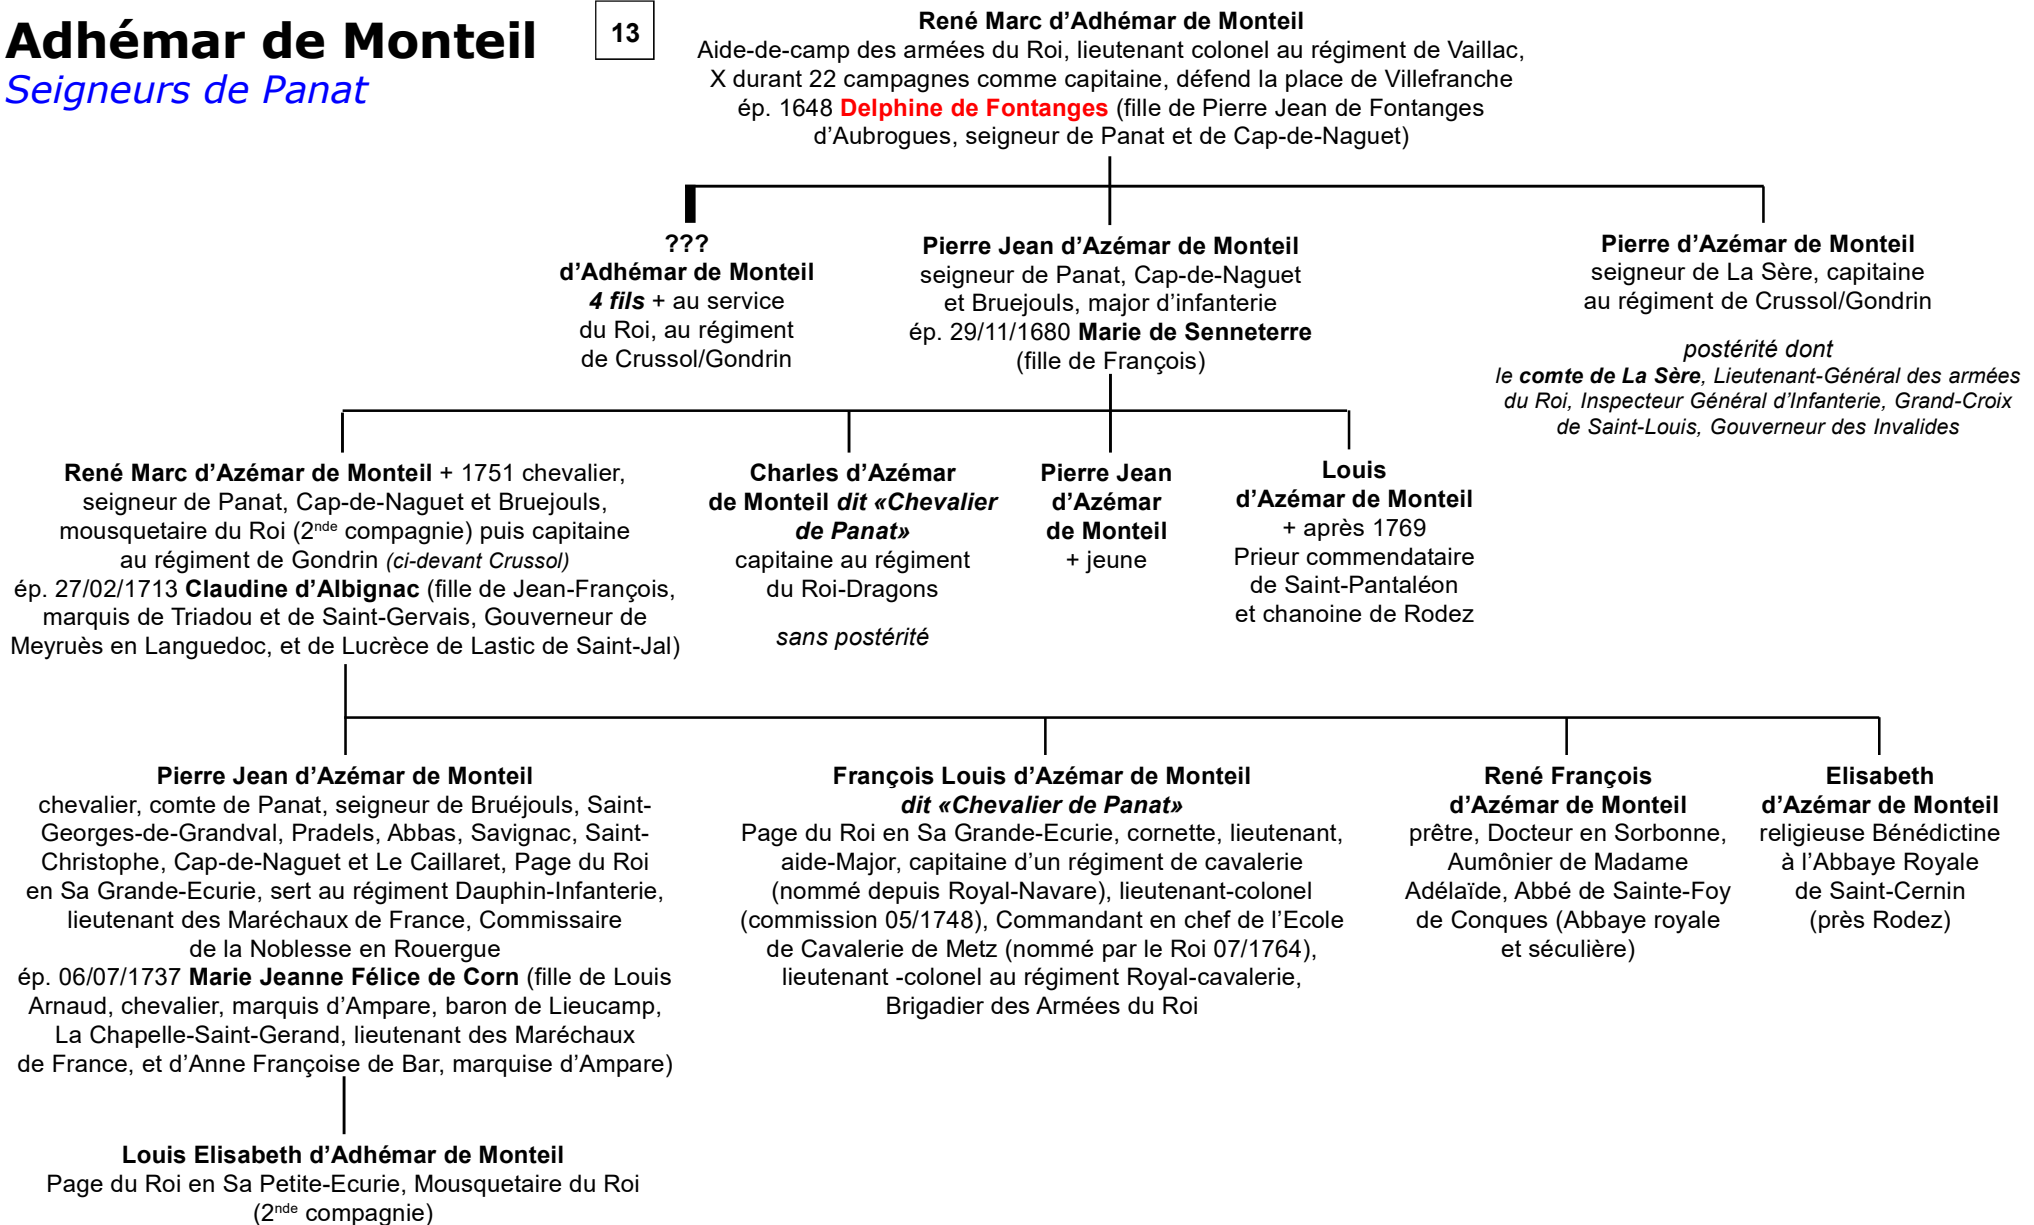 Adhémar de Monteil
Seigneurs de Panat
13
René Marc d’Adhémar de Monteil
Aide-de-camp des armées du Roi, lieutenant colonel au régiment de Vaillac,
X durant 22 campagnes comme capitaine, défend la place de Villefranche
ép. 1648 Delphine de Fontanges (fille de Pierre Jean de Fontanges
d’Aubrogues, seigneur de Panat et de Cap-de-Naguet)
???
d’Adhémar de Monteil
4 fils + au service
du Roi, au régiment
de Crussol/Gondrin
Pierre Jean d’Azémar de Monteil
seigneur de Panat, Cap-de-Naguet
et Bruejouls, major d’infanterie
ép. 29/11/1680 Marie de Senneterre
(fille de François)
Pierre d’Azémar de Monteil
seigneur de La Sère, capitaine
au régiment de Crussol/Gondrin
postérité dont
le comte de La Sère, Lieutenant-Général des armées
du Roi, Inspecteur Général d’Infanterie, Grand-Croix
de Saint-Louis, Gouverneur des Invalides
René Marc d’Azémar de Monteil + 1751 chevalier,
seigneur de Panat, Cap-de-Naguet et Bruejouls,
mousquetaire du Roi (2nde compagnie) puis capitaine
au régiment de Gondrin (ci-devant Crussol)
ép. 27/02/1713 Claudine d’Albignac (fille de Jean-François,
marquis de Triadou et de Saint-Gervais, Gouverneur de
Meyruès en Languedoc, et de Lucrèce de Lastic de Saint-Jal)
Charles d’Azémar
de Monteil dit «Chevalier
de Panat»
capitaine au régiment
du Roi-Dragons
sans postérité
Pierre Jean
d’Azémar
de Monteil
+ jeune
Louis
d’Azémar de Monteil
+ après 1769
Prieur commendataire
de Saint-Pantaléon
et chanoine de Rodez
Pierre Jean d’Azémar de Monteil
chevalier, comte de Panat, seigneur de Bruéjouls, Saint-
Georges-de-Grandval, Pradels, Abbas, Savignac, Saint-
Christophe, Cap-de-Naguet et Le Caillaret, Page du Roi
en Sa Grande-Ecurie, sert au régiment Dauphin-Infanterie,
lieutenant des Maréchaux de France, Commissaire
de la Noblesse en Rouergue
ép. 06/07/1737 Marie Jeanne Félice de Corn (fille de Louis
Arnaud, chevalier, marquis d’Ampare, baron de Lieucamp,
La Chapelle-Saint-Gerand, lieutenant des Maréchaux
de France, et d’Anne Françoise de Bar, marquise d’Ampare)
François Louis d’Azémar de Monteil
dit «Chevalier de Panat»
Page du Roi en Sa Grande-Ecurie, cornette, lieutenant,
aide-Major, capitaine d’un régiment de cavalerie
(nommé depuis Royal-Navare), lieutenant-colonel
(commission 05/1748), Commandant en chef de l’Ecole
de Cavalerie de Metz (nommé par le Roi 07/1764),
lieutenant -colonel au régiment Royal-cavalerie,
Brigadier des Armées du Roi
René François
d’Azémar de Monteil
prêtre, Docteur en Sorbonne,
Aumônier de Madame
Adélaïde, Abbé de Sainte-Foy
de Conques (Abbaye royale
et séculière)
Elisabeth
d’Azémar de Monteil
religieuse Bénédictine
à l’Abbaye Royale
de Saint-Cernin
(près Rodez)
Louis Elisabeth d’Adhémar de Monteil
Page du Roi en Sa Petite-Ecurie, Mousquetaire du Roi
(2nde compagnie)